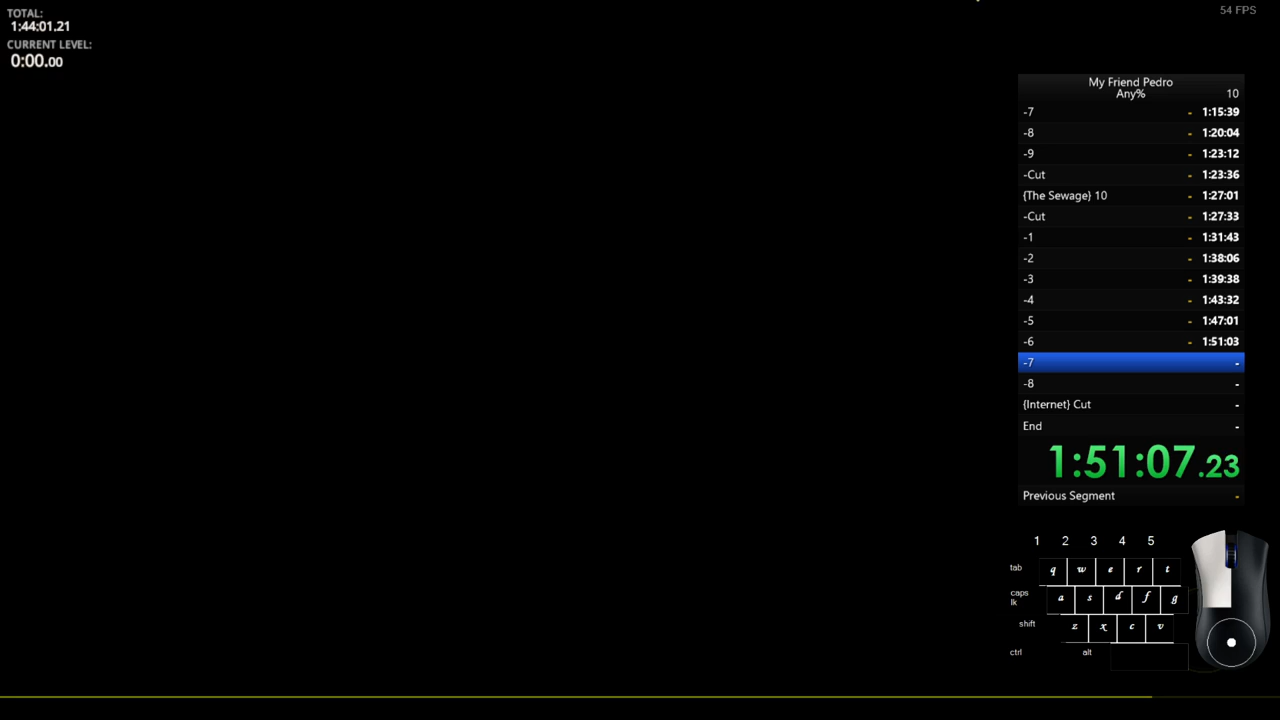 TOTAL:
1:44:01.21
CURRENT LEVEL:
0:00.00
54 FPS
My Friend Pedro
Any% 10
-7 - 1:15:39
-8 - 1:20:04
-9 - 1:23:12
-Cut - 1:23:36
{The Sewage} 10 - 1:27:01
-Cut - 1:27:33
-1 - 1:31:43
-2 - 1:38:06
-3 - 1:39:38
-4 - 1:43:32
-5 - 1:47:01
-6 - 1:51:03
-7 -
-8 -
{Internet} Cut -
End -
1:51:07.23
Previous Segment -
1 2 3 4 5
tab q w e r t
caps lk a s d f g
shift z x c v
ctrl alt